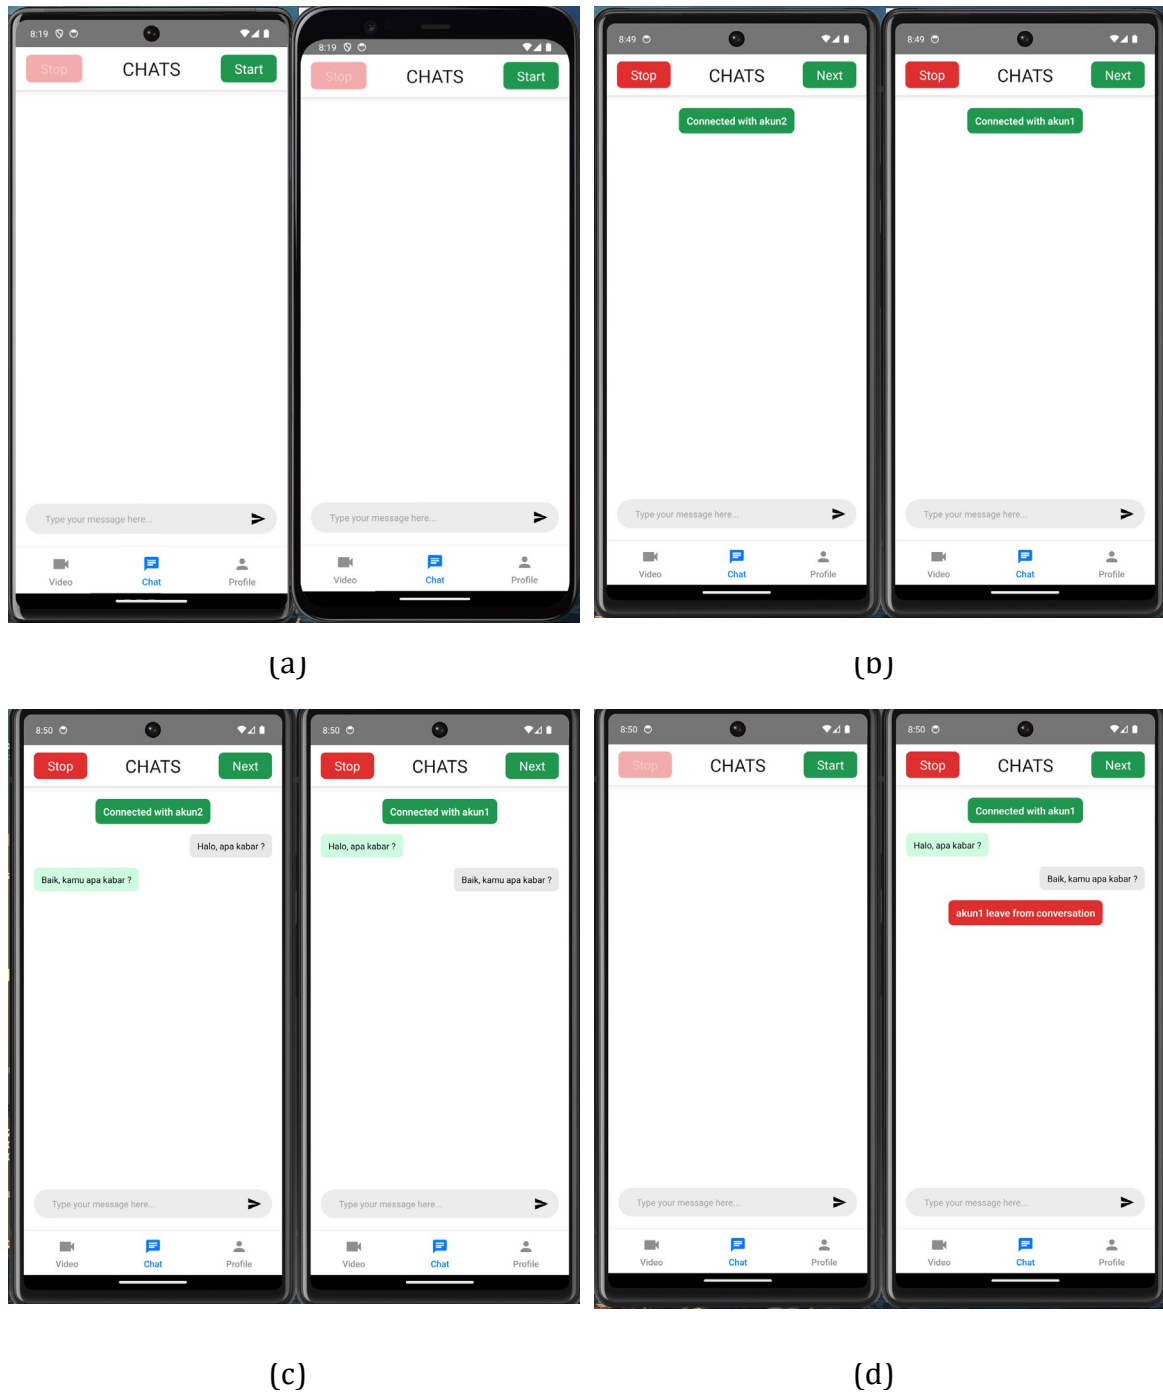 8:19
Stop CHATS Start
Type your message here...
Video Chat Profile
8:19
Stop CHATS Start
Type your message here...
Video Chat Profile
(a)
8:49
Stop CHATS Next
Connected with akun2
Type your message here...
Video Chat Profile
8:49
Stop CHATS Next
Connected with akun1
Type your message here...
Video Chat Profile
(b)
8:50
Stop CHATS Next
Connected with akun2
Halo, apa kabar ?
Baik, kamu apa kabar ?
Type your message here...
Video Chat Profile
8:50
Stop CHATS Next
Connected with akun1
Halo, apa kabar ?
Baik, kamu apa kabar ?
Type your message here...
Video Chat Profile
(c)
8:50
Stop CHATS Start
Type your message here...
Video Chat Profile
8:50
Stop CHATS Next
Connected with akun1
Halo, apa kabar ?
Baik, kamu apa kabar ?
akun1 leave from conversation
Type your message here...
Video Chat Profile
(d)